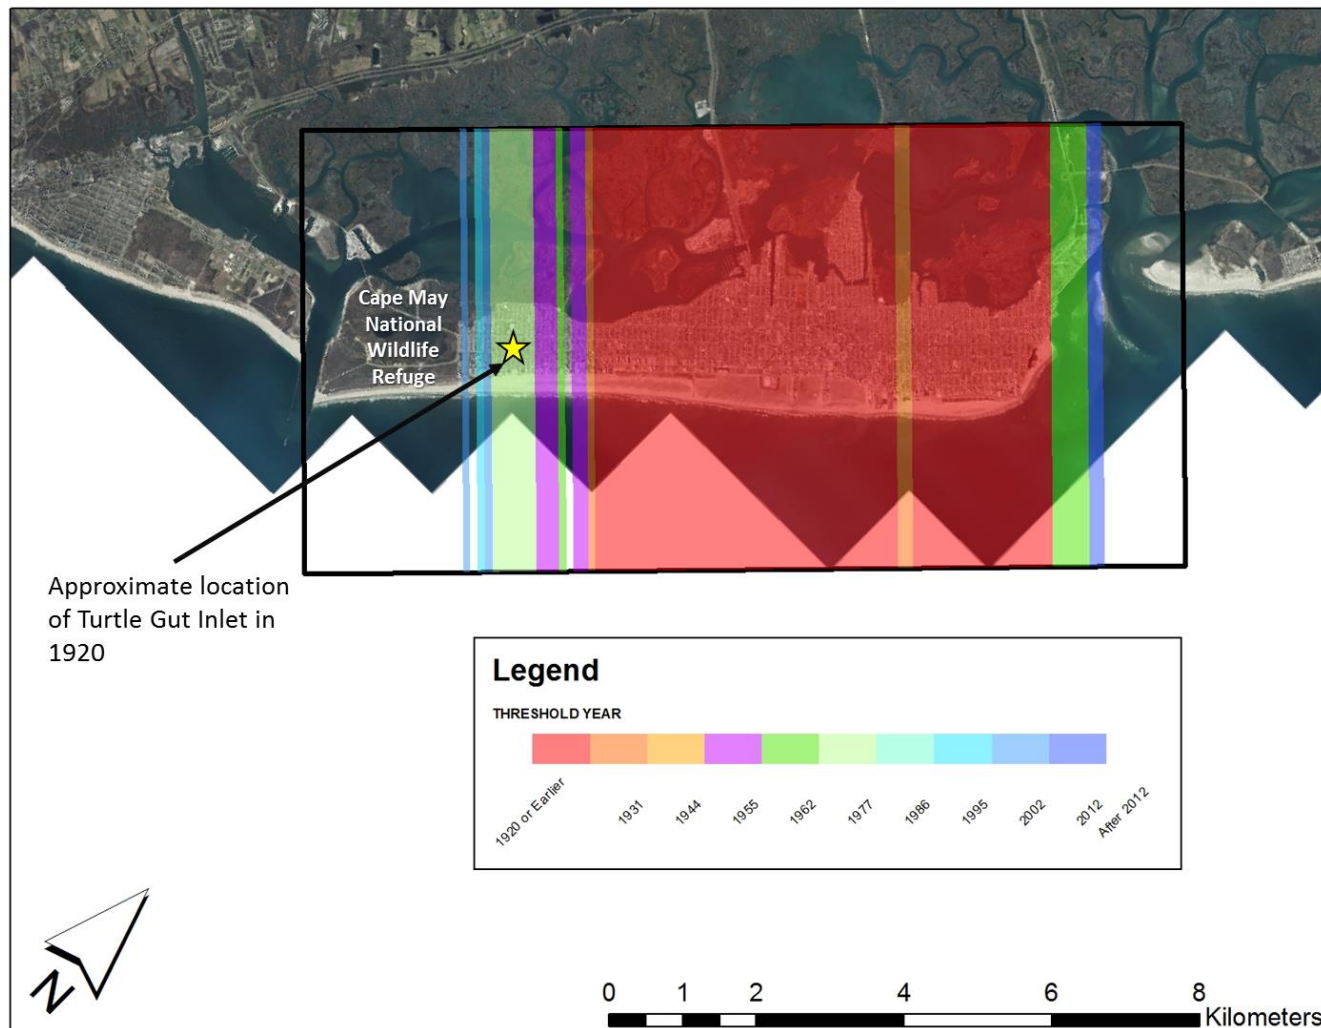 Cape May
National
Wildlife
Refuge
Approximate location
of Turtle Gut Inlet in
1920
Legend
THRESHOLD YEAR
1920 or Earlier
1931
1944
1955
1962
1977
1986
1995
2002
2012
After 2012
N
0 1 2 4 6 8
Kilometers